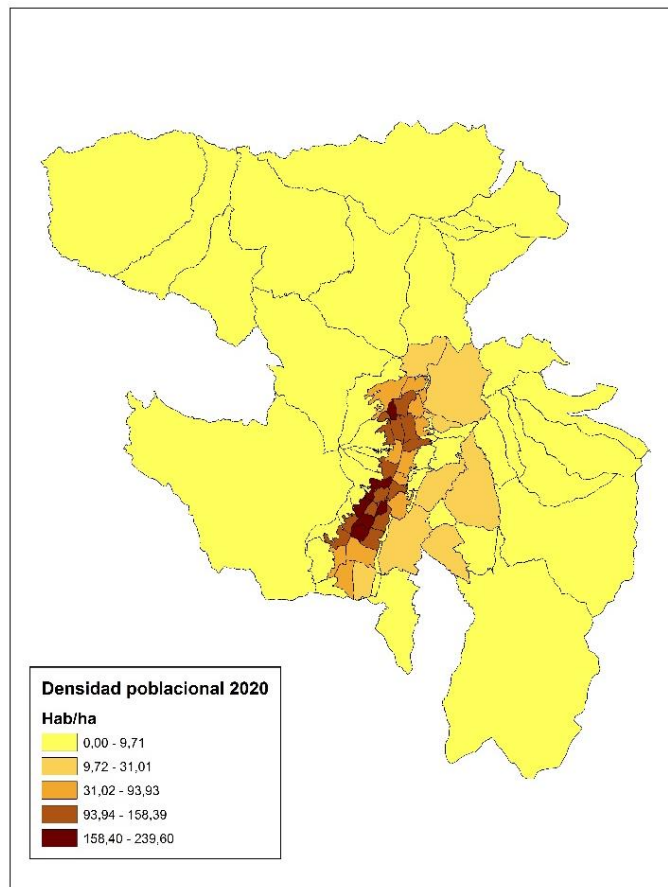 Densidad poblacional 2020
Hab/ha
0,00 - 9,71
9,72 - 31,01
31,02 - 93,93
93,94 - 158,39
158,40 - 239,60